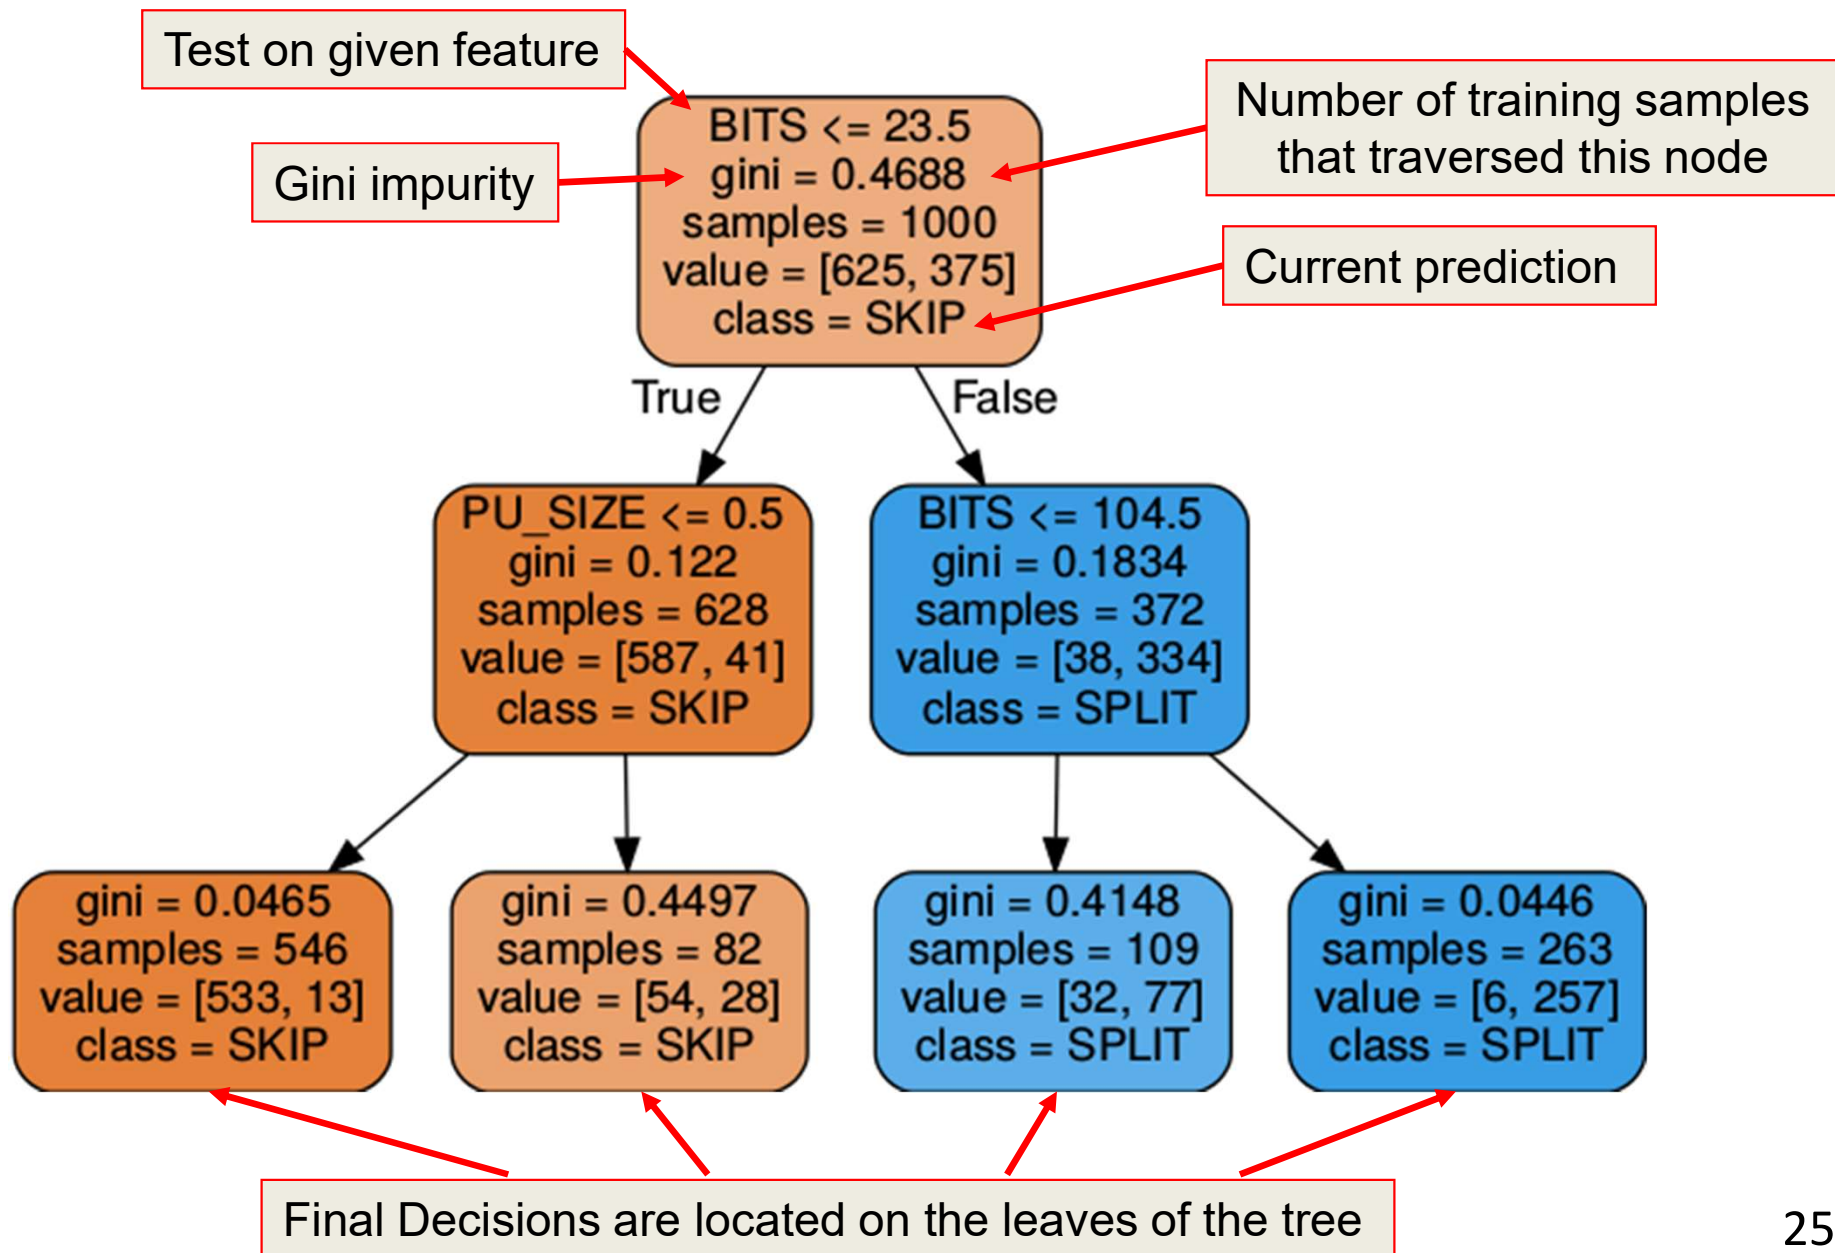 Test on given feature
Number of training samples
that traversed this node
Gini impurity
Current prediction
BITS <= 23.5
gini = 0.4688
samples = 1000
value = [625, 375]
class = SKIP
True
False
PU_SIZE <= 0.5
gini = 0.122
samples = 628
value = [587, 41]
class = SKIP
BITS <= 104.5
gini = 0.1834
samples = 372
value = [38, 334]
class = SPLIT
gini = 0.0465
samples = 546
value = [533, 13]
class = SKIP
gini = 0.4497
samples = 82
value = [54, 28]
class = SKIP
gini = 0.4148
samples = 109
value = [32, 77]
class = SPLIT
gini = 0.0446
samples = 263
value = [6, 257]
class = SPLIT
Final Decisions are located on the leaves of the tree
25